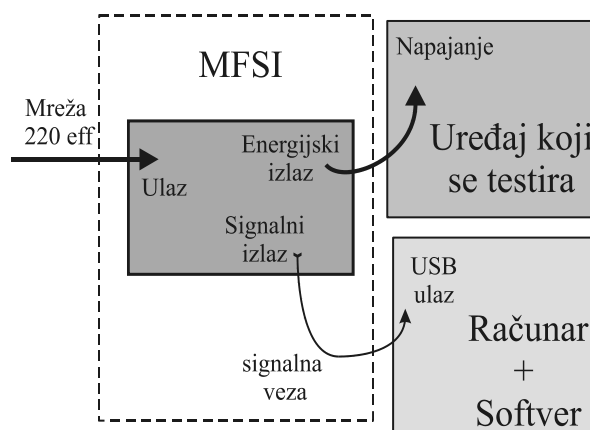 MFSI
Mreža
220 eff
Ulaz
Energijski
izlaz
Signalni
izlaz
signalna
veza
Napajanje
Uređaj koji
se testira
USB
ulaz
Računar
+
Softver